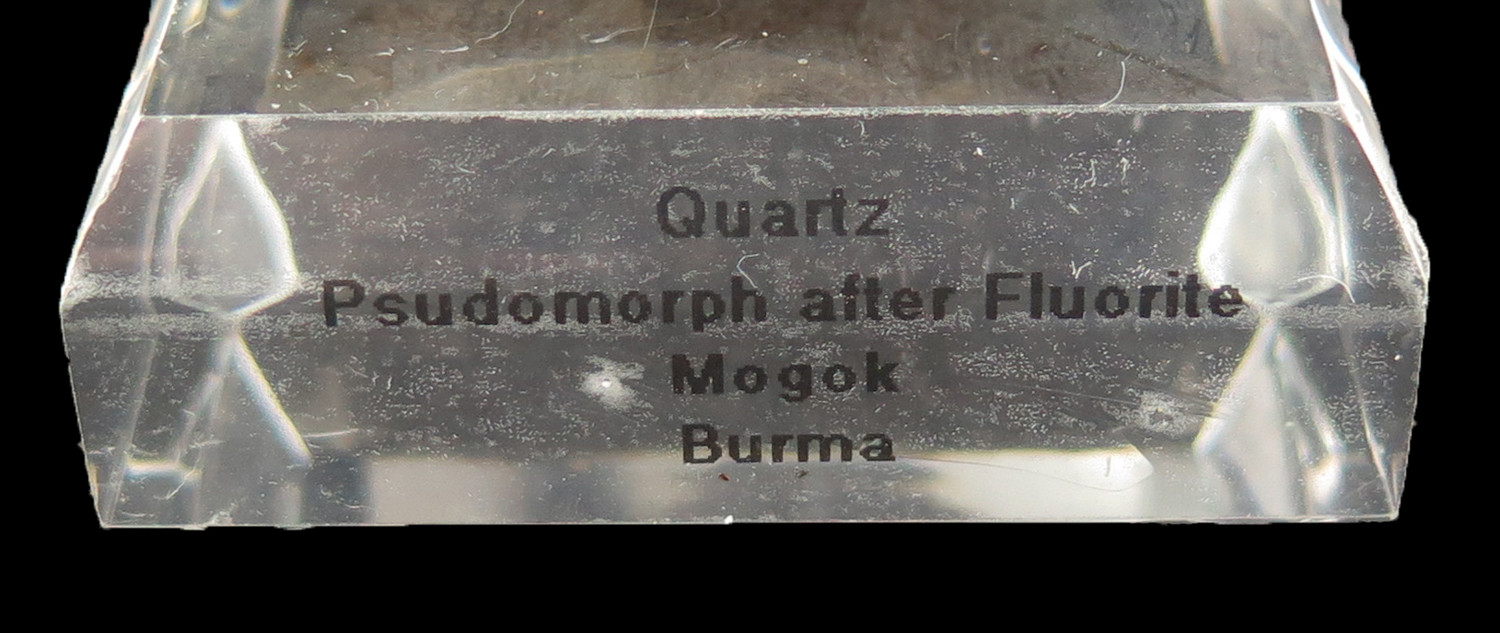 Quartz
Psudomorph after Fluorite
Mogok
Burma